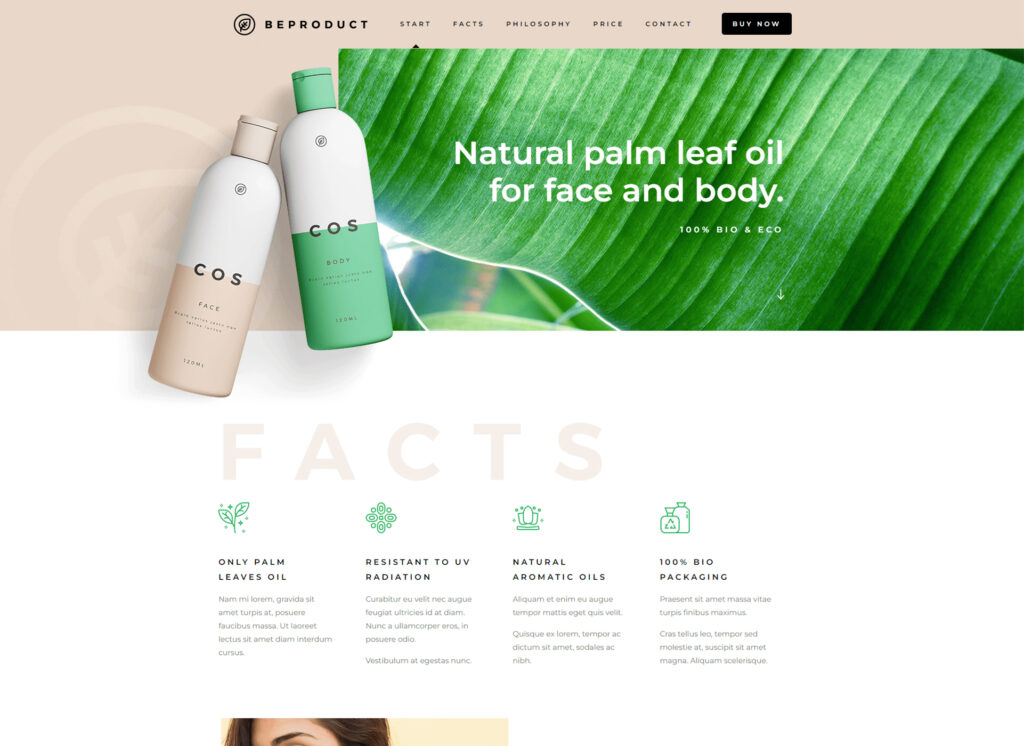 BEPRODUCT
START
FACTS
PHILOSOPHY
PRICE
CONTACT
BUY NOW
Natural palm leaf oil
for face and body.
100% BIO & ECO
COS
BODY
120ML
COS
FACE
120ML
FACTS
ONLY PALM
LEAVES OIL
Nam mi lorem, gravida sit
amet turpis at, posuere
faucibus massa. Ut laoreet
lectus sit amet diam interdum
cursus.
RESISTANT TO UV
RADIATION
Curabitur eu velit nec augue
feugiat ultricies id at diam.
Nunc a ullamcorper eros, in
posuere odio.
Vestibulum at egestas nunc.
NATURAL
AROMATIC OILS
Aliquam et enim eu augue
tempor mattis eget quis velit.
Quisque ex lorem, tempor ac
dictum sit amet, sodales ac
nibh.
100% BIO
PACKAGING
Praesent sit amet massa vitae
turpis finibus maximus.
Cras tellus leo, tempor sed
molestie at, suscipit sit amet
magna. Aliquam scelerisque.